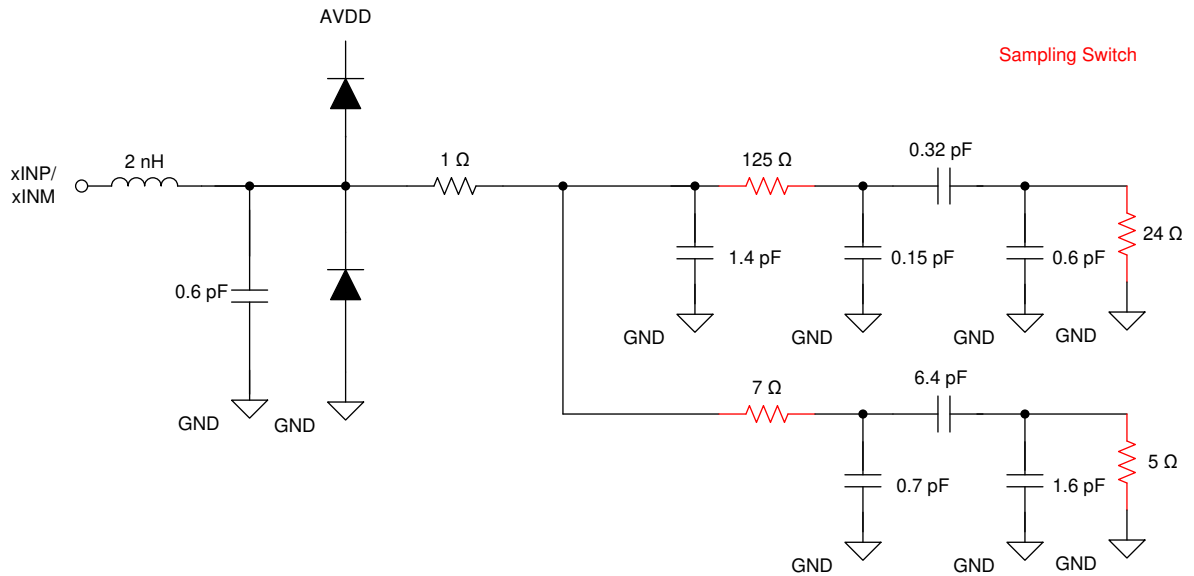 AVDD
Sampling Switch
xINP/
xINM
2 nH
1 Ω
125 Ω
0.32 pF
24 Ω
0.6 pF
1.4 pF
0.15 pF
0.6 pF
GND
GND
GND
GND
7 Ω
6.4 pF
GND
GND
5 Ω
0.7 pF
1.6 pF
GND
GND
GND